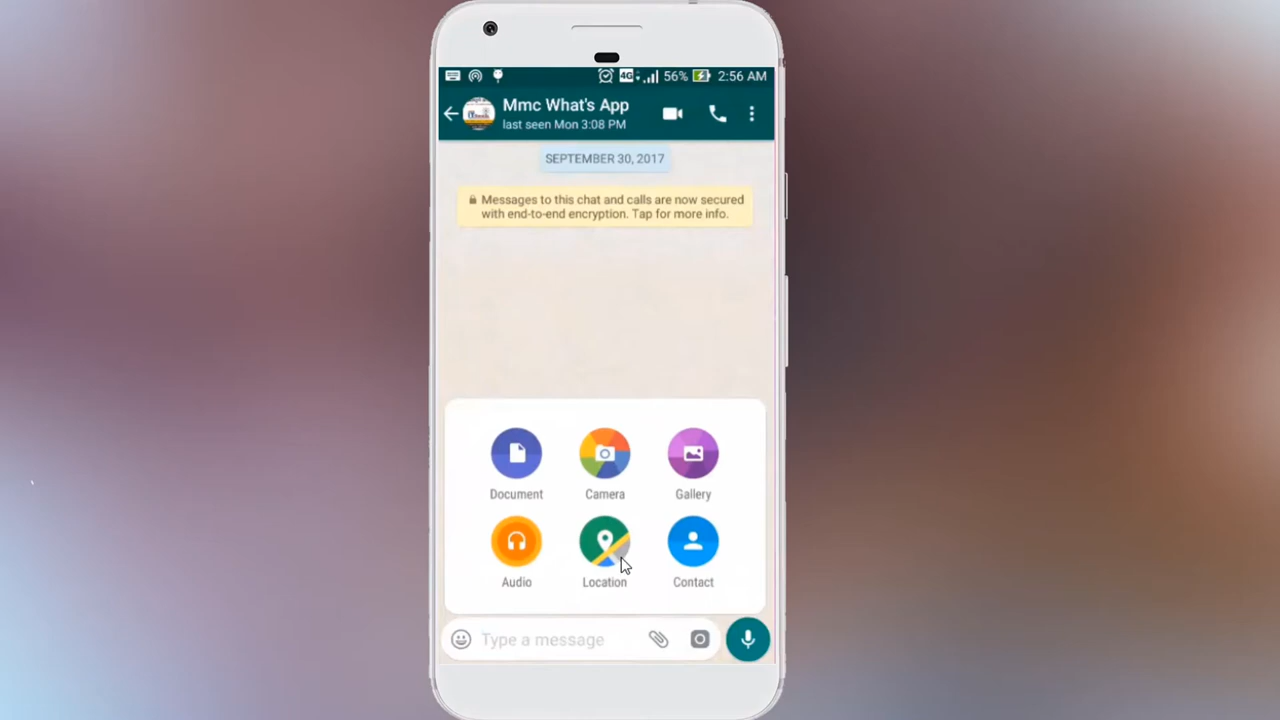 4G 56% 2:56 AM
Mmc What's App
last seen Mon 3:08 PM
SEPTEMBER 30, 2017
Messages to this chat and calls are now secured
with end-to-end encryption. Tap for more info.
Document Camera Gallery
Audio Location Contact
Type a message